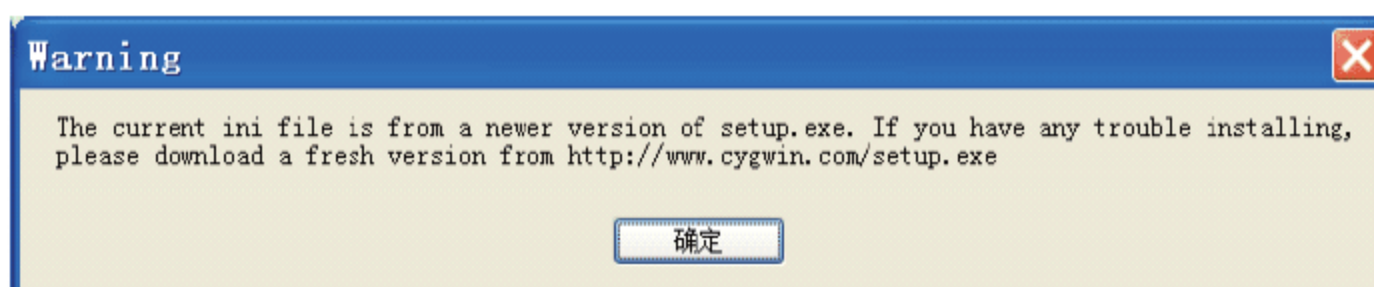 Warning
The current ini file is from a newer version of setup.exe. If you have any trouble installing,
please download a fresh version from http://www.cygwin.com/setup.exe
确定